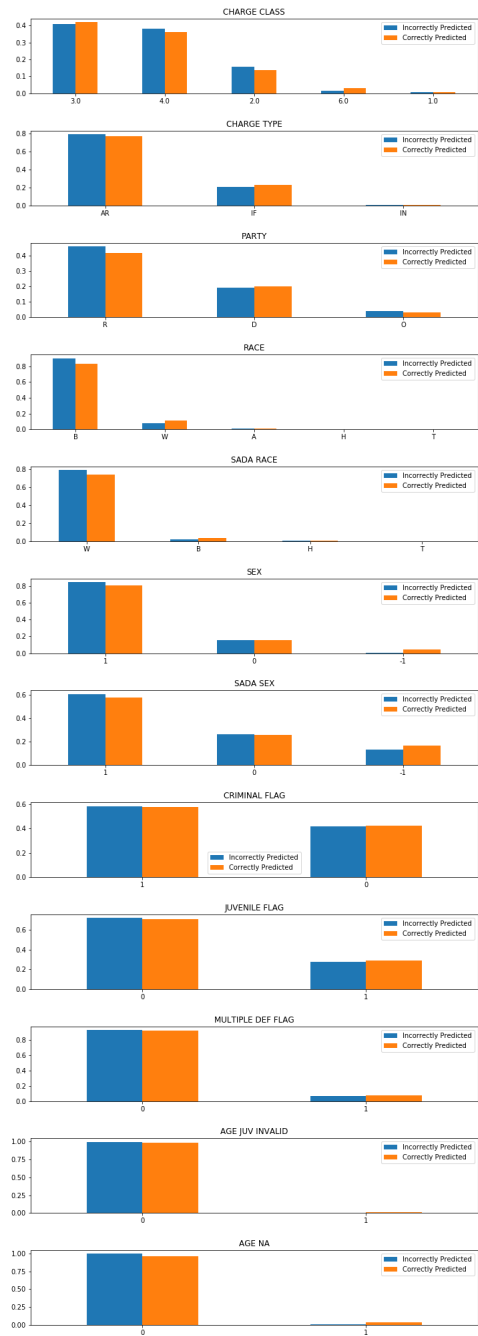 CHARGE CLASS
Incorrectly Predicted
Correctly Predicted
0.4
0.3
0.2
0.1
0.0
3.0 4.0 2.0 6.0 1.0
CHARGE TYPE
Incorrectly Predicted
Correctly Predicted
0.8
0.6
0.4
0.2
0.0
AR IF IN
PARTY
Incorrectly Predicted
Correctly Predicted
0.4
0.3
0.2
0.1
0.0
R D O
RACE
Incorrectly Predicted
Correctly Predicted
0.8
0.6
0.4
0.2
0.0
B W A H T
SADA RACE
Incorrectly Predicted
Correctly Predicted
0.8
0.6
0.4
0.2
0.0
W B H T
SEX
Incorrectly Predicted
Correctly Predicted
0.8
0.6
0.4
0.2
0.0
1 0 -1
SADA SEX
Incorrectly Predicted
Correctly Predicted
0.6
0.4
0.2
0.0
1 0 -1
CRIMINAL FLAG
0.6
0.4
0.2
0.0
Incorrectly Predicted
Correctly Predicted
1 0
JUVENILE FLAG
Incorrectly Predicted
Correctly Predicted
0.6
0.4
0.2
0.0
0 1
MULTIPLE DEF FLAG
Incorrectly Predicted
Correctly Predicted
0.8
0.6
0.4
0.2
0.0
0 1
AGE JUV INVALID
Incorrectly Predicted
Correctly Predicted
1.00
0.75
0.50
0.25
0.00
0 1
AGE NA
Incorrectly Predicted
Correctly Predicted
1.00
0.75
0.50
0.25
0.00
0 1